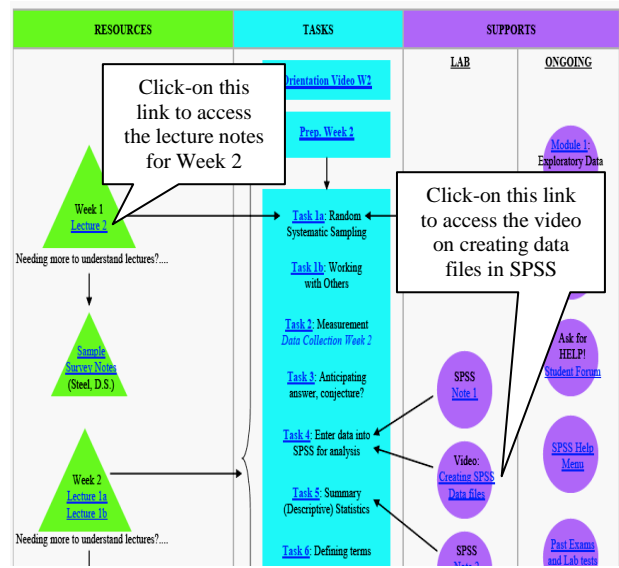 RESOURCES
TASKS
SUPPORTS
LAB
ONGOING
Click-on this
link to access
the lecture notes
for Week 2
Orientation Video W2
Prep. Week 2
Module 1:
Exploratory Data
Click-on this link
to access the video
on creating data
files in SPSS
Week 1
Lecture 2
Needing more to understand lectures?....
Sample
Survey Notes
(Steel, D.S.)
Week 2
Lecture 1a
Lecture 1b
Needing more to understand lectures?....
Task 1a: Random
Systematic Sampling
Task 1b: Working
with Others
Task 2: Measurement
Data Collection Week 2
Task 3: Anticipating
answer, conjecture?
Task 4: Enter data into
SPSS for analysis
Task 5: Summary
(Descriptive) Statistics
Task 6: Defining terms
SPSS
Note 1
Video:
Creating SPSS
Data files
SPSS
Note 2
Ask for
HELP!
Student Forum
SPSS Help
Menu
Past Exams
and Lab tests